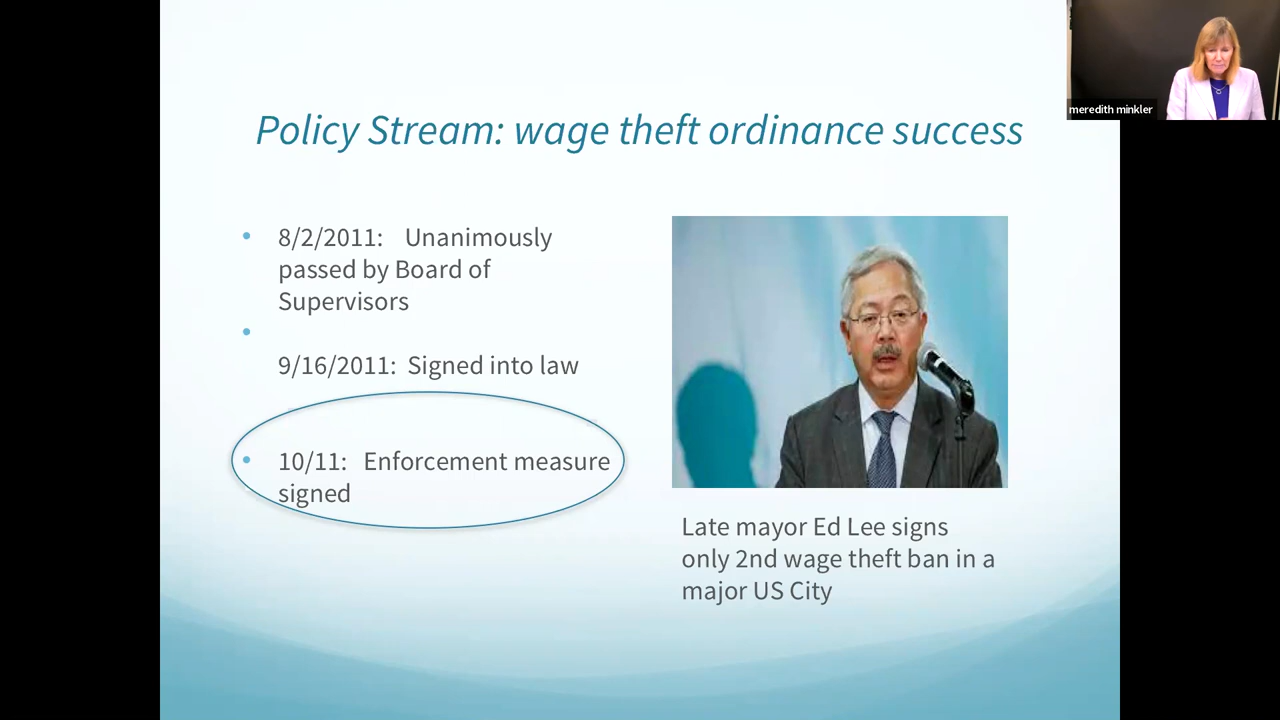 meredith minkler
Policy Stream: wage theft ordinance success
• 8/2/2011: Unanimously
passed by Board of
Supervisors
•
9/16/2011: Signed into law
• 10/11: Enforcement measure
signed
Late mayor Ed Lee signs
only 2nd wage theft ban in a
major US City